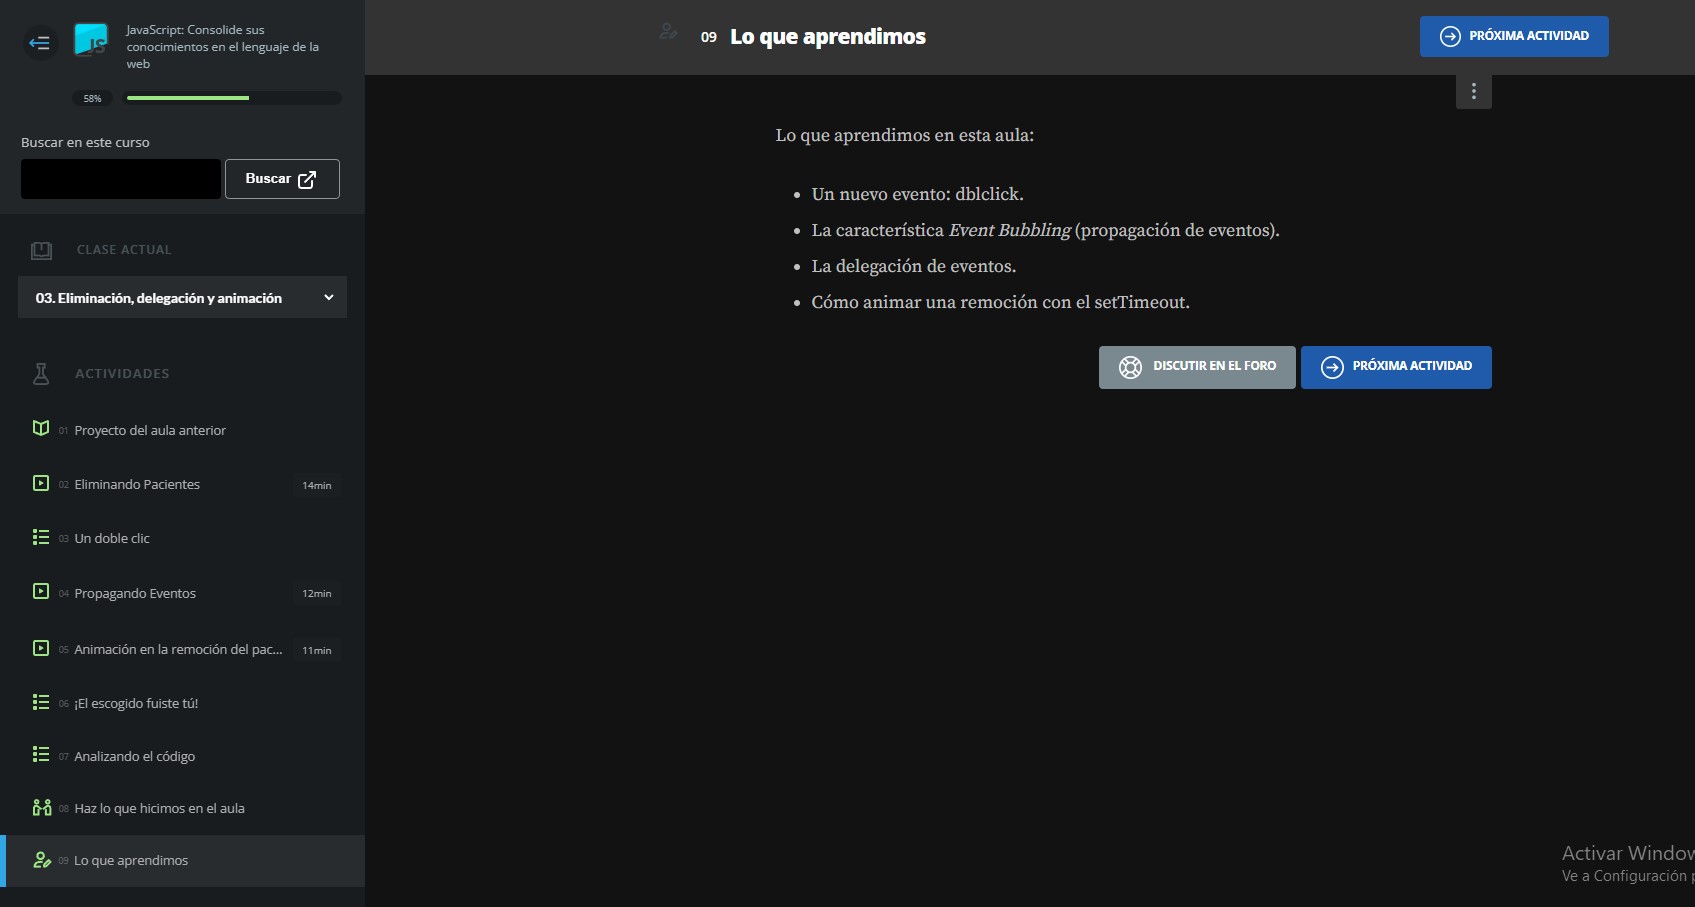 JavaScript: Consolide sus
conocimientos en el lenguaje de la
web
58%
Buscar en este curso
Buscar
CLASE ACTUAL
03. Eliminación, delegación y animación
ACTIVIDADES
01 Proyecto del aula anterior
02 Eliminando Pacientes 14min
03 Un doble clic
04 Propagando Eventos 12min
05 Animación en la remoción del pac... 11min
06 ¡El escogido fuiste tú!
07 Analizando el código
08 Haz lo que hicimos en el aula
09 Lo que aprendimos
09 Lo que aprendimos
PRÓXIMA ACTIVIDAD
Lo que aprendimos en esta aula:
• Un nuevo evento: dblclick.
• La característica Event Bubbling (propagación de eventos).
• La delegación de eventos.
• Cómo animar una remoción con el setTimeout.
DISCUTIR EN EL FORO
PRÓXIMA ACTIVIDAD
Activar Window
Ve a Configuración p